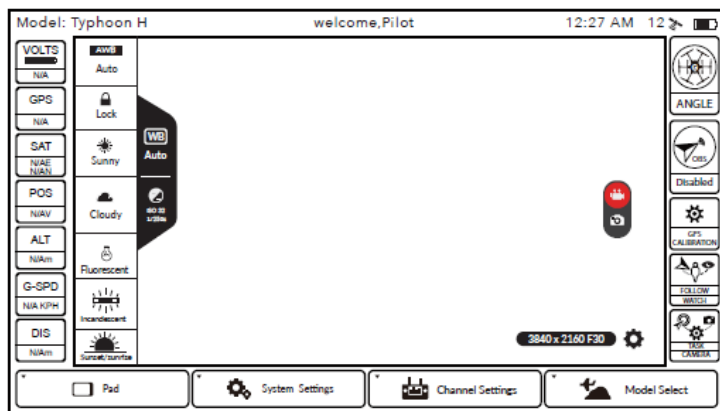 Model: Typhoon H
welcome,Pilot
12:27 AM
12
VOLTS
N/A
GPS
N/A
SAT
N/AE
N/AN
POS
N/AV
ALT
N/Am
G-SPD
N/A KPH
DIS
N/Am
AWB
Auto
Lock
Sunny
Cloudy
Fluorescent
Incandescent
Sunset/sunrise
WB
Auto
ISO 32
3840 x 2160 F30
ANGLE
OBS
Disabled
GPS
CALIBRATION
FOLLOW
WATCH
TASK
CAMERA
Pad
System Settings
Channel Settings
Model Select